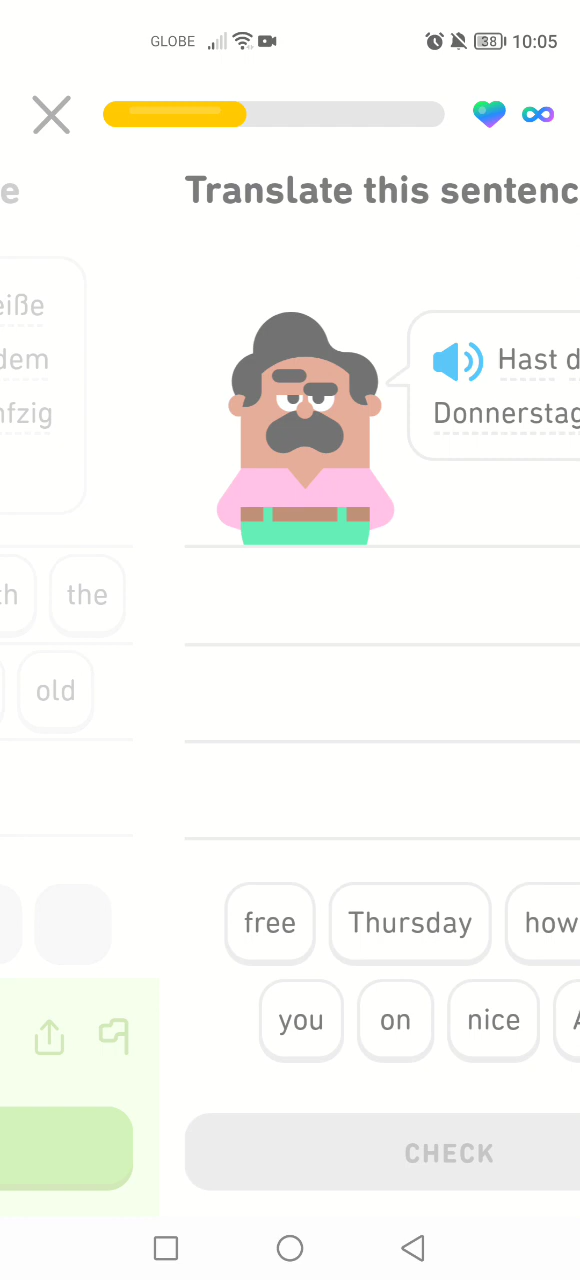 GLOBE 38 10:05
Translate this sentenc
eiße
dem
nfzig
Hast d
Donnerstag
the
old
free Thursday how
you on nice
CHECK